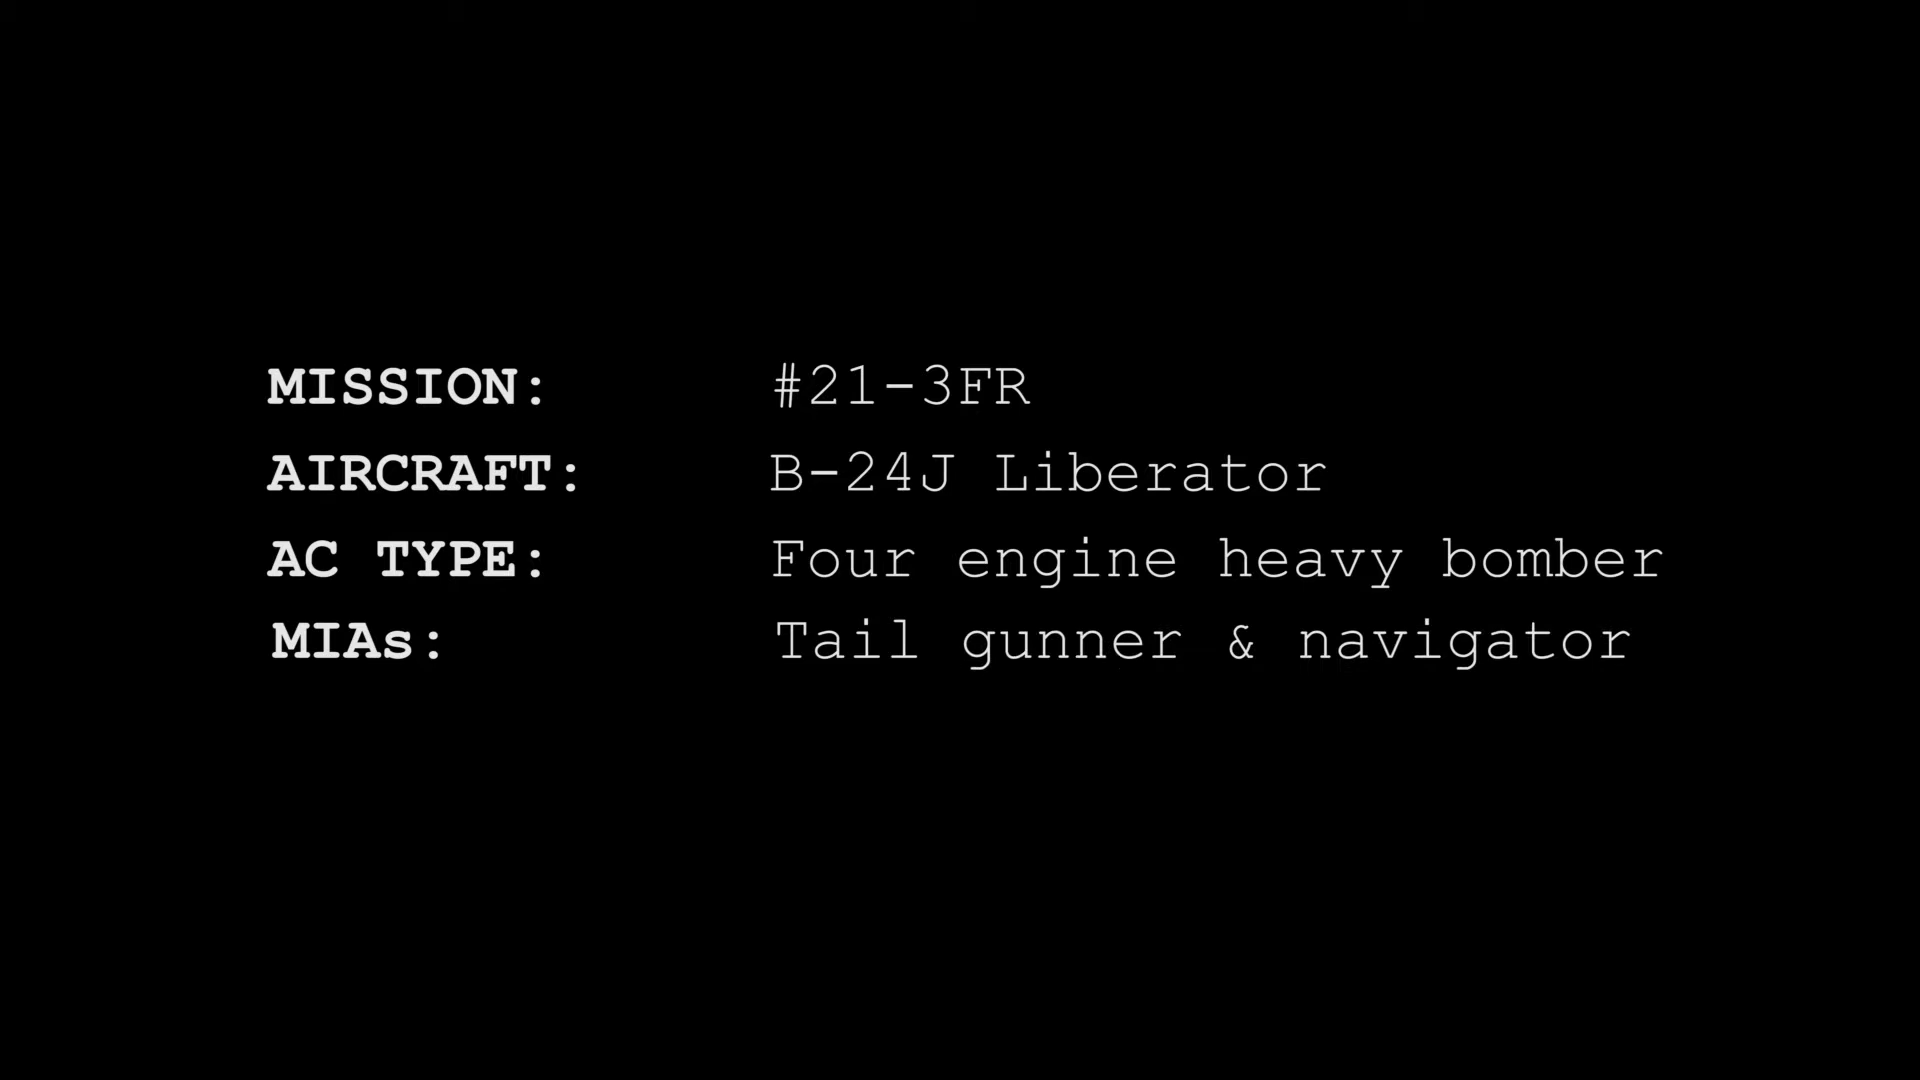 MISSION: #21-3FR
AIRCRAFT: B-24J Liberator
AC TYPE: Four engine heavy bomber
MIAs: Tail gunner & navigator